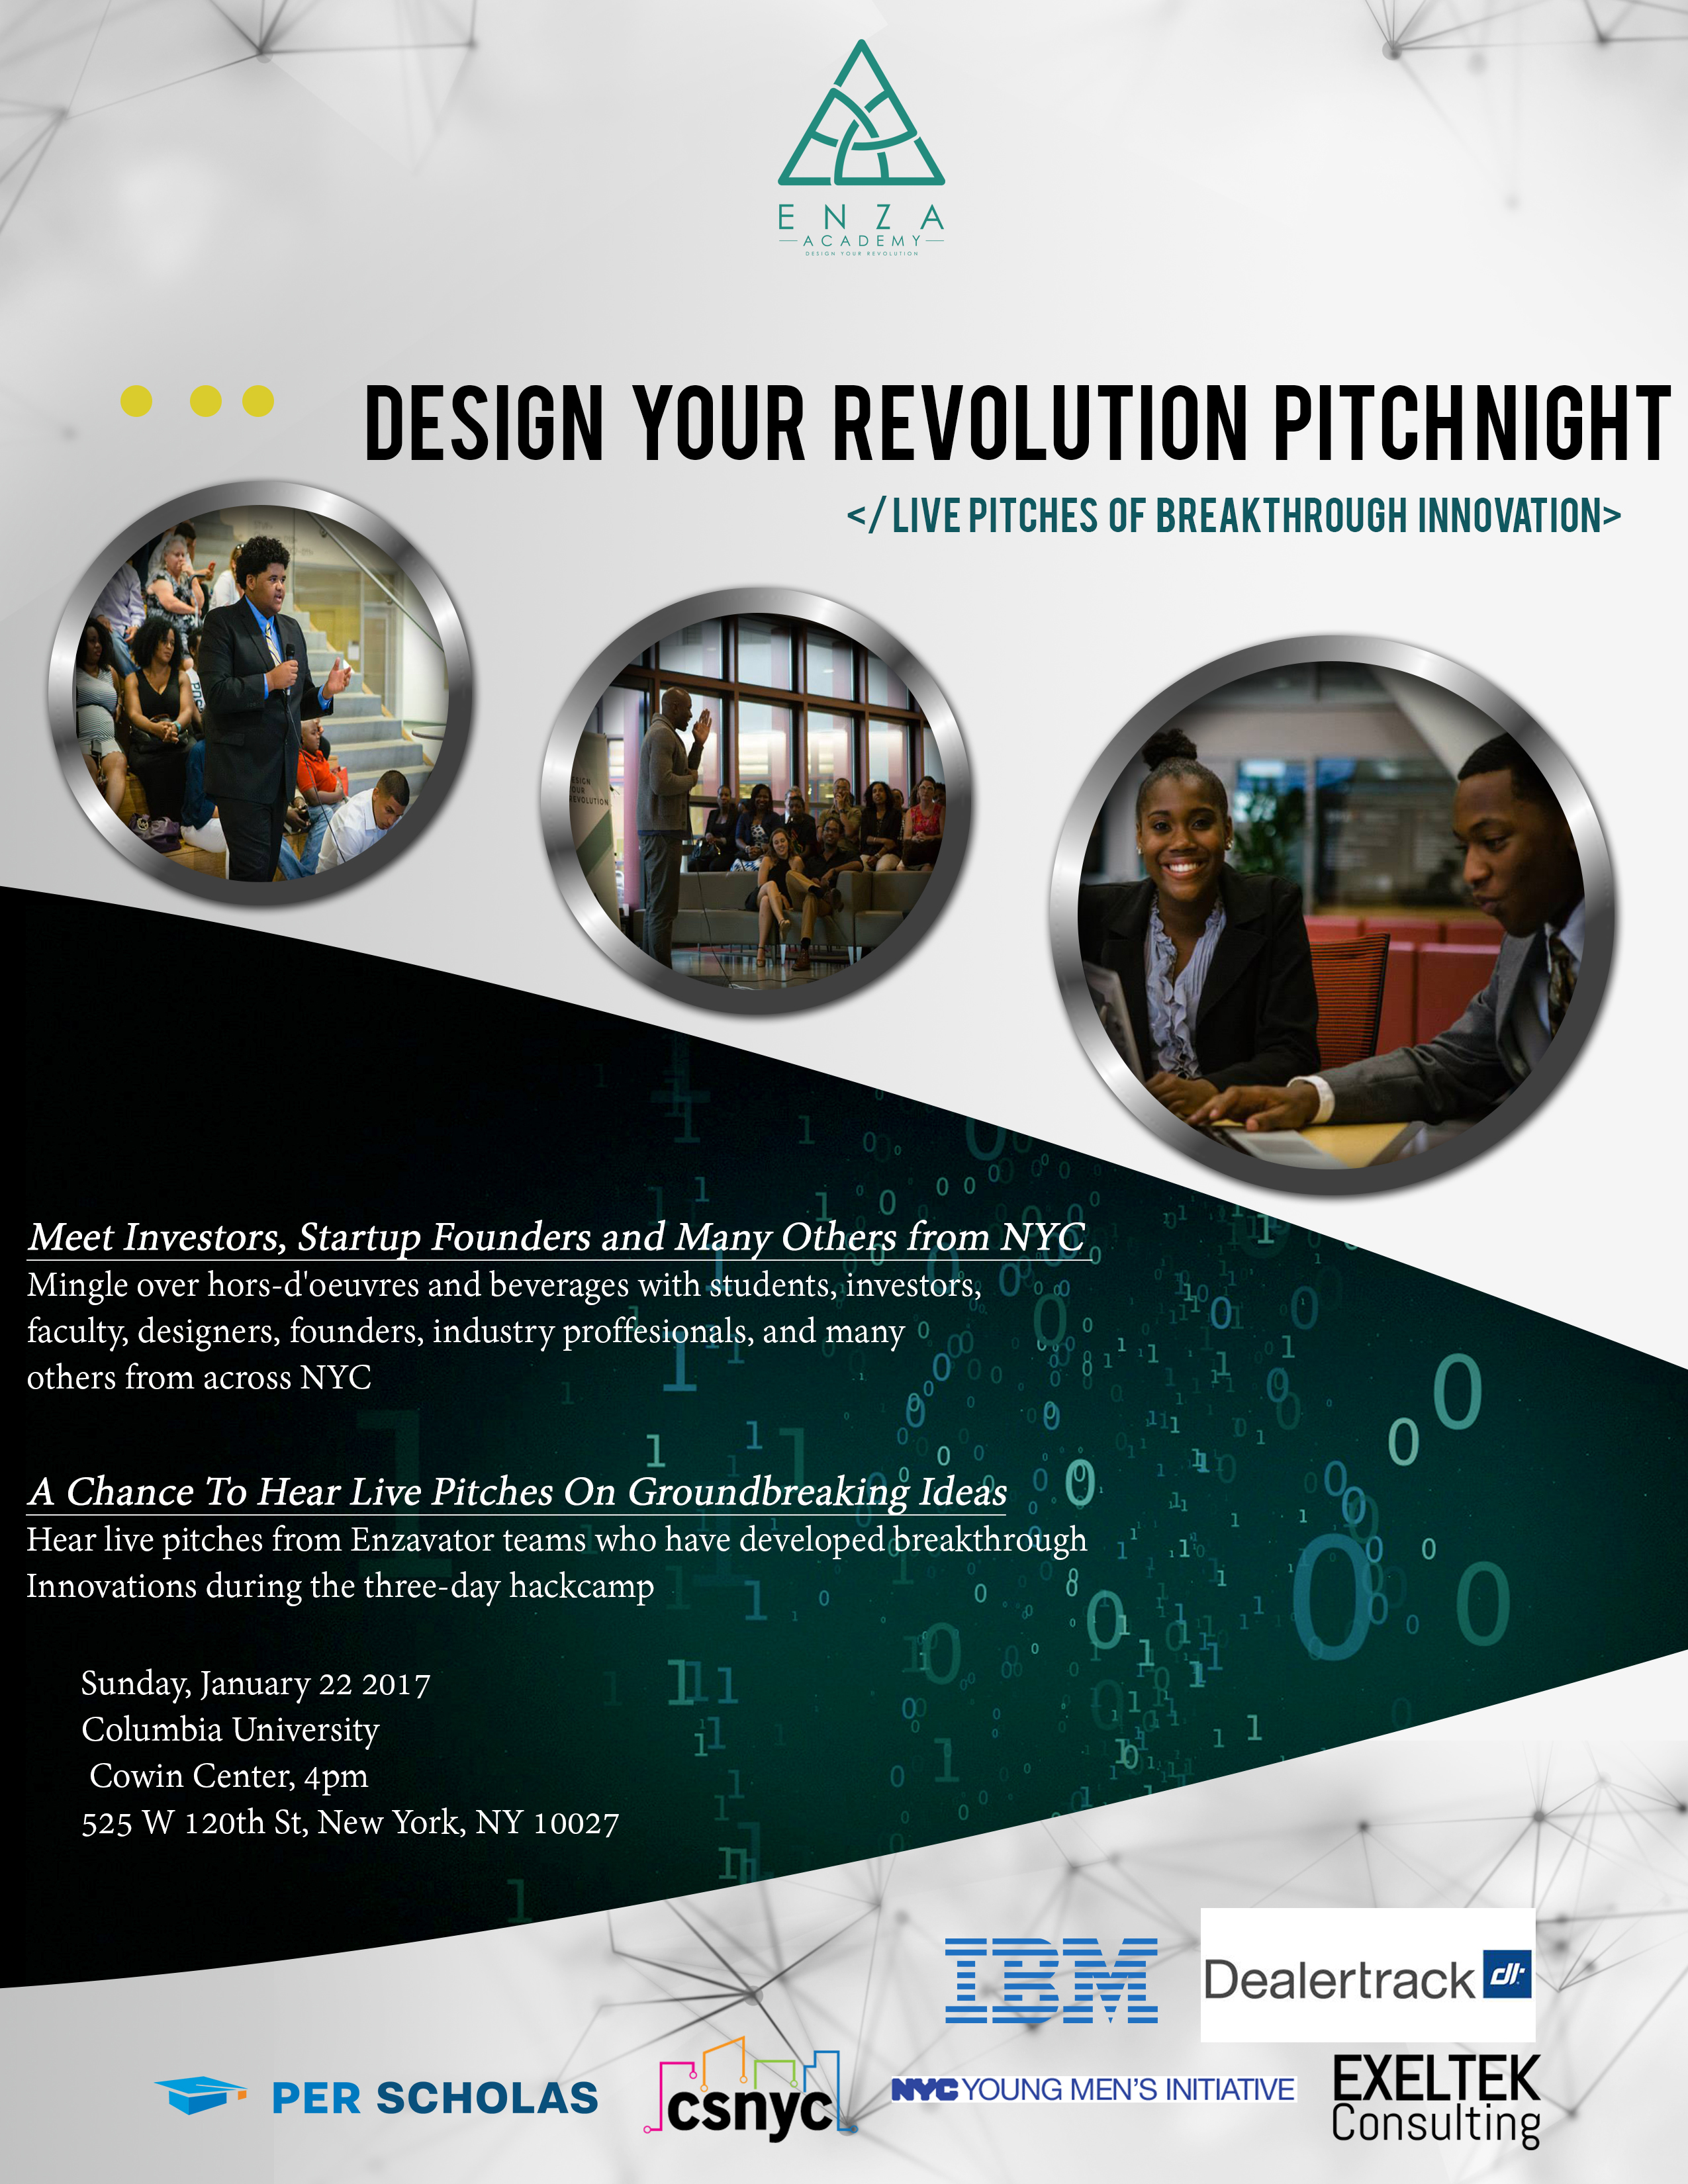 ENZA
ACADEMY
DESIGN YOUR REVOLUTION
DESIGN YOUR REVOLUTION PITCHNIGHT
</LIVE PITCHES OF BREAKTHROUGH INNOVATION>
DESIGN
YOUR
REVOLUTION
Meet Investors, Startup Founders and Many Others from NYC
Mingle over hors-d'oeuvres and beverages with students, investors,
faculty, designers, founders, industry proffesionals, and many
others from across NYC
A Chance To Hear Live Pitches On Groundbreaking Ideas
Hear live pitches from Enzavator teams who have developed breakthrough
Innovations during the three-day hackcamp
Sunday, January 22 2017
Columbia University
Cowin Center, 4pm
525 W 120th St, New York, NY 10027
IBM
Dealertrack dt
PER SCHOLAS
csnyc
NYC YOUNG MEN'S INITIATIVE
EXELTEK
Consulting